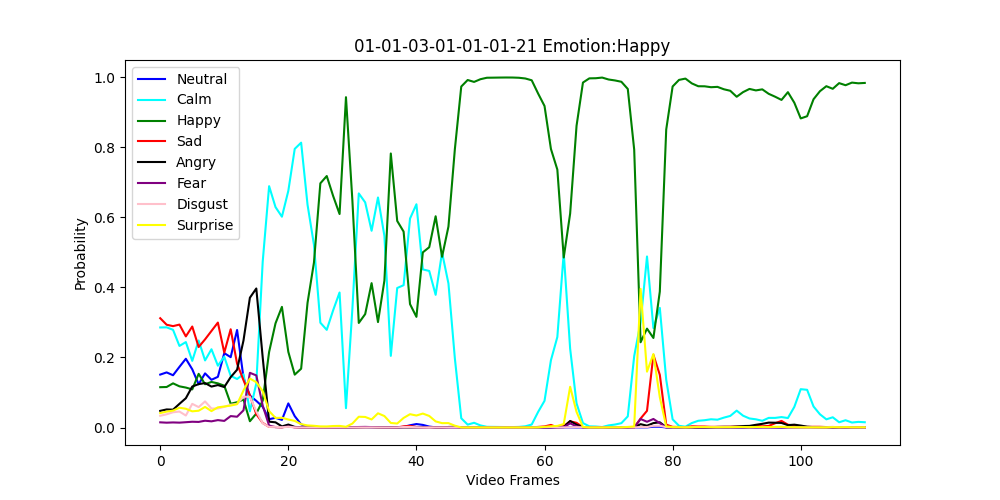 01-01-03-01-01-01-21 Emotion:Happy
1.0
0.8
0.6
0.4
0.2
0.0
Probability
Neutral
Calm
Happy
Sad
Angry
Fear
Disgust
Surprise
0 20 40 60 80 100
Video Frames